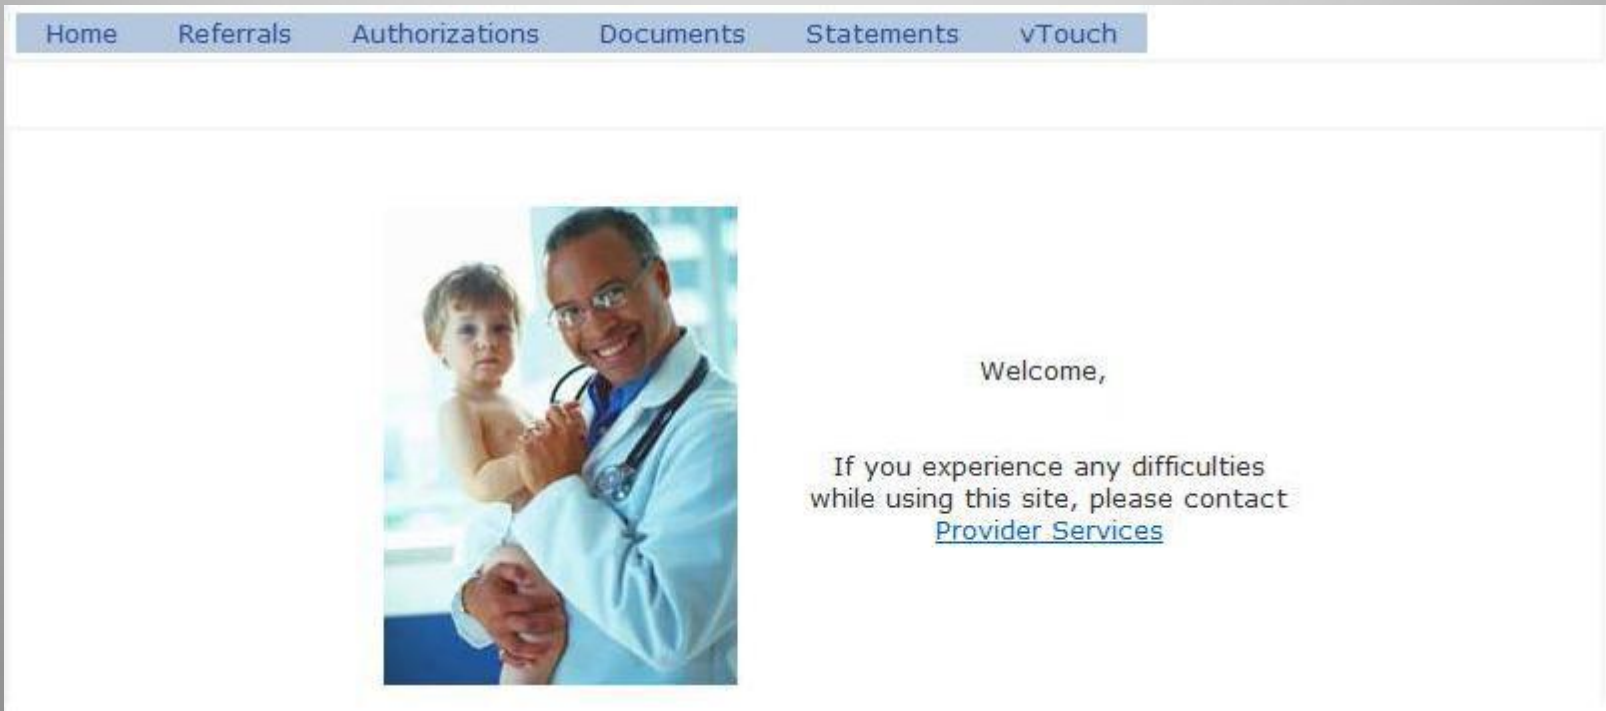 Home Referrals Authorizations Documents Statements vTouch
Welcome,
If you experience any difficulties
while using this site, please contact
Provider Services